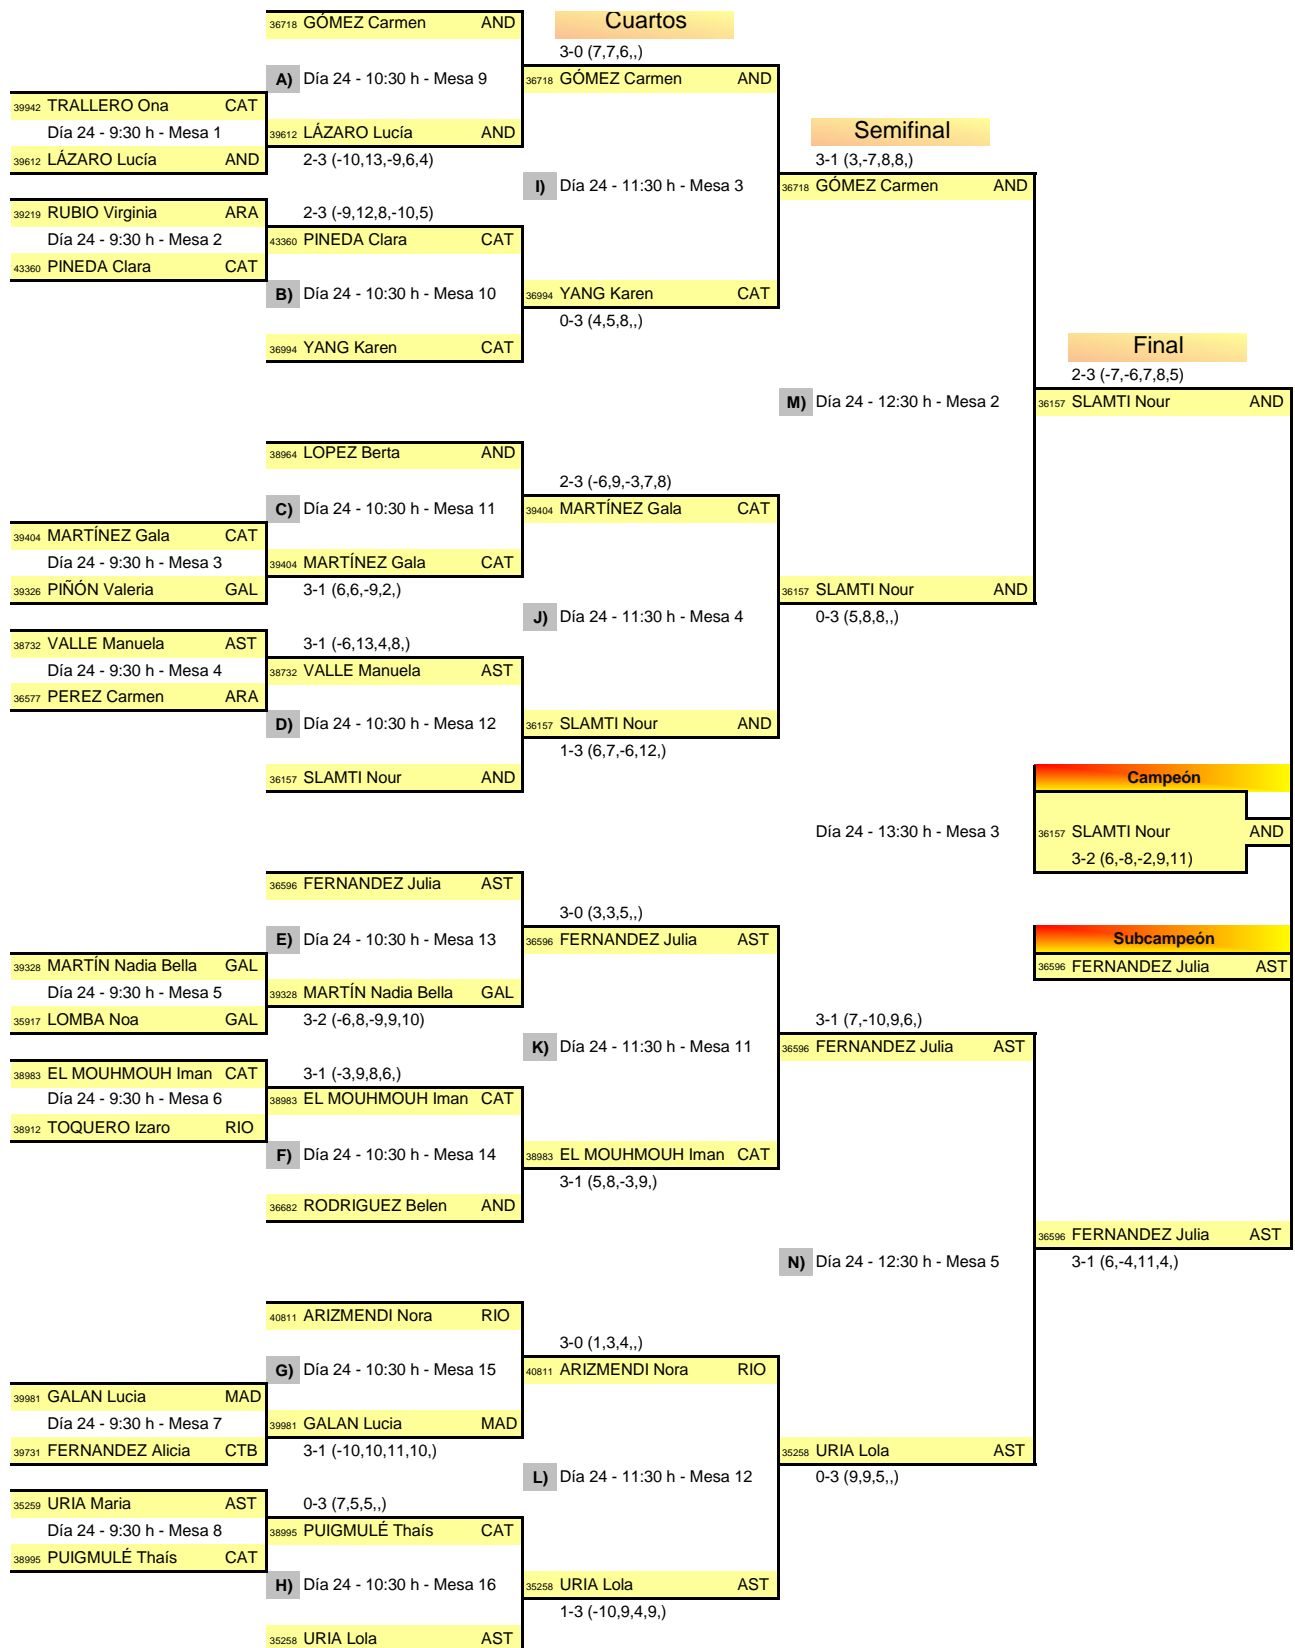 36718 GÓMEZ Carmen AND
Cuartos
3-0 (7,7,6,,)
A) Día 24 - 10:30 h - Mesa 9
36718 GÓMEZ Carmen AND
39942 TRALLERO Ona CAT
Día 24 - 9:30 h - Mesa 1
39612 LÁZARO Lucía AND
Semifinal
39612 LÁZARO Lucía AND
2-3 (-10,13,-9,6,4)
3-1 (3,-7,8,8,)
I) Día 24 - 11:30 h - Mesa 3
36718 GÓMEZ Carmen AND
39219 RUBIO Virginia ARA
2-3 (-9,12,8,-10,5)
Día 24 - 9:30 h - Mesa 2
43360 PINEDA Clara CAT
43360 PINEDA Clara CAT
B) Día 24 - 10:30 h - Mesa 10
36994 YANG Karen CAT
0-3 (4,5,8,,)
36994 YANG Karen CAT
Final
2-3 (-7,-6,7,8,5)
M) Día 24 - 12:30 h - Mesa 2
36157 SLAMTI Nour AND
38964 LOPEZ Berta AND
2-3 (-6,9,-3,7,8)
C) Día 24 - 10:30 h - Mesa 11
39404 MARTÍNEZ Gala CAT
39404 MARTÍNEZ Gala CAT
Día 24 - 9:30 h - Mesa 3
39404 MARTÍNEZ Gala CAT
39326 PIÑÓN Valeria GAL
3-1 (6,6,-9,2,)
36157 SLAMTI Nour AND
J) Día 24 - 11:30 h - Mesa 4
0-3 (5,8,8,,)
38732 VALLE Manuela AST
3-1 (-6,13,4,8,)
Día 24 - 9:30 h - Mesa 4
38732 VALLE Manuela AST
36577 PEREZ Carmen ARA
D) Día 24 - 10:30 h - Mesa 12
36157 SLAMTI Nour AND
1-3 (6,7,-6,12,)
36157 SLAMTI Nour AND
Campeón
Día 24 - 13:30 h - Mesa 3
36157 SLAMTI Nour AND
3-2 (6,-8,-2,9,11)
36596 FERNANDEZ Julia AST
3-0 (3,3,5,,)
E) Día 24 - 10:30 h - Mesa 13
36596 FERNANDEZ Julia AST
Subcampeón
36596 FERNANDEZ Julia AST
39328 MARTÍN Nadia Bella GAL
Día 24 - 9:30 h - Mesa 5
39328 MARTÍN Nadia Bella GAL
35917 LOMBA Noa GAL
3-2 (-6,8,-9,9,10)
3-1 (7,-10,9,6,)
K) Día 24 - 11:30 h - Mesa 11
36596 FERNANDEZ Julia AST
38983 EL MOUHMOUH Iman CAT
3-1 (-3,9,8,6,)
Día 24 - 9:30 h - Mesa 6
38983 EL MOUHMOUH Iman CAT
38912 TOQUERO Izaro RIO
F) Día 24 - 10:30 h - Mesa 14
38983 EL MOUHMOUH Iman CAT
3-1 (5,8,-3,9,)
36682 RODRIGUEZ Belen AND
36596 FERNANDEZ Julia AST
N) Día 24 - 12:30 h - Mesa 5
3-1 (6,-4,11,4,)
40811 ARIZMENDI Nora RIO
3-0 (1,3,4,,)
G) Día 24 - 10:30 h - Mesa 15
40811 ARIZMENDI Nora RIO
39981 GALAN Lucia MAD
Día 24 - 9:30 h - Mesa 7
39981 GALAN Lucia MAD
39731 FERNANDEZ Alicia CTB
3-1 (-10,10,11,10,)
35258 URIA Lola AST
L) Día 24 - 11:30 h - Mesa 12
0-3 (9,9,5,,)
35259 URIA Maria AST
0-3 (7,5,5,,)
Día 24 - 9:30 h - Mesa 8
38995 PUIGMULÉ Thaís CAT
38995 PUIGMULÉ Thaís CAT
H) Día 24 - 10:30 h - Mesa 16
35258 URIA Lola AST
1-3 (-10,9,4,9,)
35258 URIA Lola AST